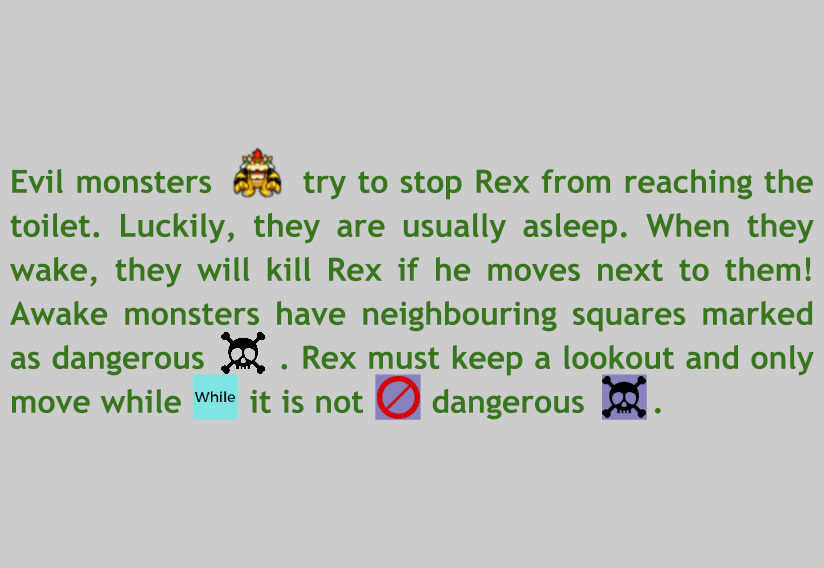 Evil monsters try to stop Rex from reaching the
toilet. Luckily, they are usually asleep. When they
wake, they will kill Rex if he moves next to them!
Awake monsters have neighbouring squares marked
as dangerous . Rex must keep a lookout and only
move while While it is not dangerous .